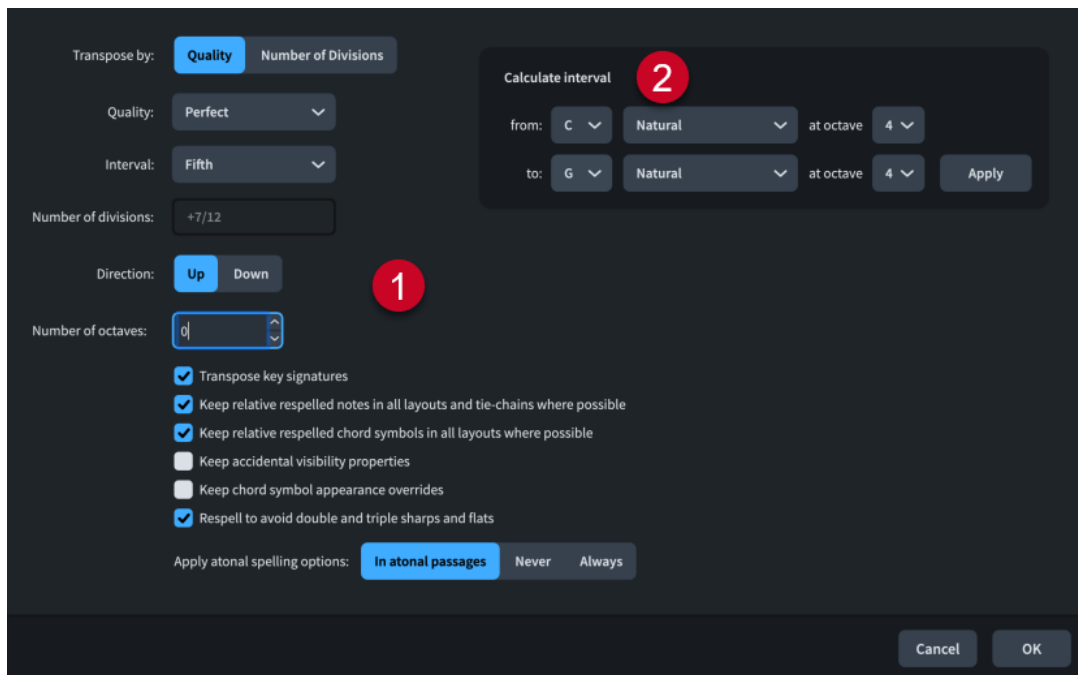 Transpose by: Quality Number of Divisions
Calculate interval 2
Quality: Perfect
from: C Natural at octave 4
Interval: Fifth
to: G Natural at octave 4 Apply
Number of divisions: +7/12
Direction: Up Down
1
Number of octaves: 0
Transpose key signatures
Keep relative respelled notes in all layouts and tie-chains where possible
Keep relative respelled chord symbols in all layouts where possible
Keep accidental visibility properties
Keep chord symbol appearance overrides
Respell to avoid double and triple sharps and flats
Apply atonal spelling options: In atonal passages Never Always
Cancel OK